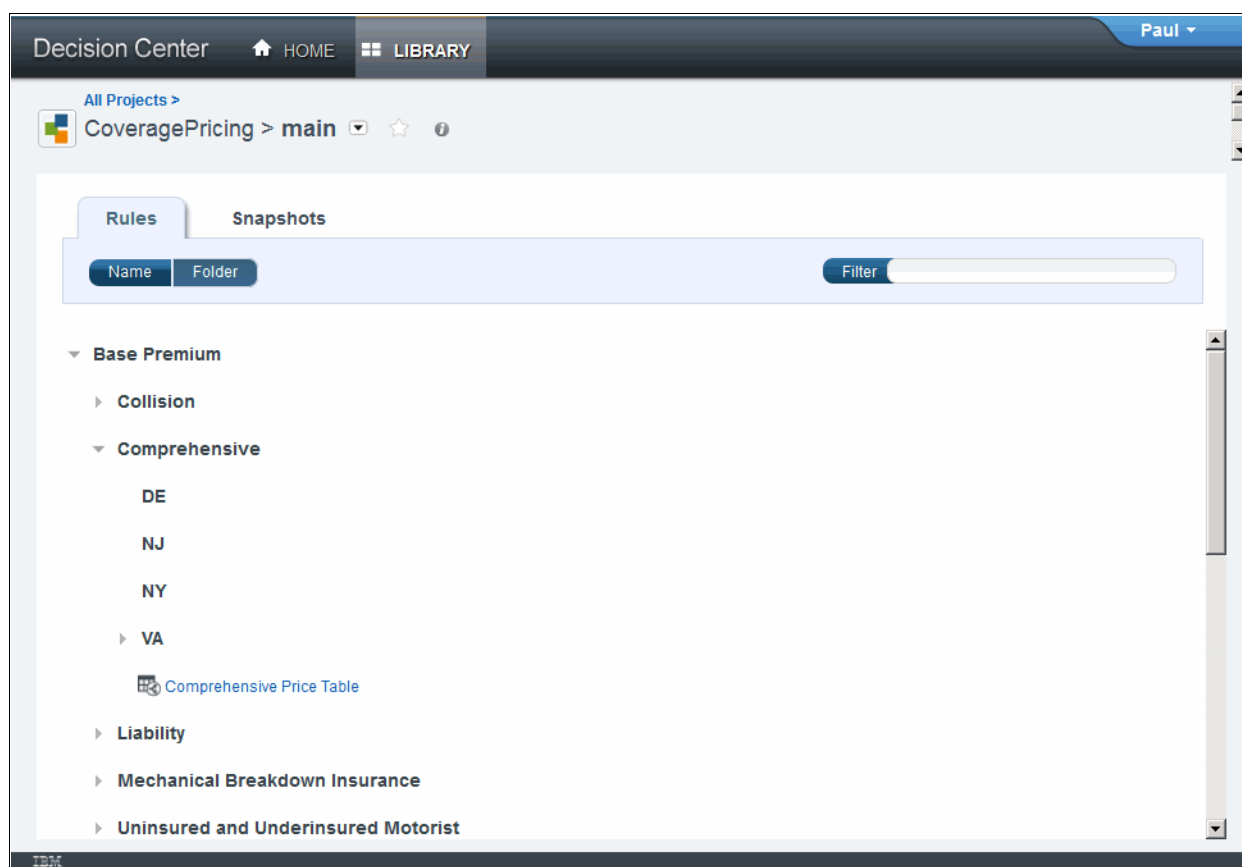 Decision Center HOME LIBRARY Paul
All Projects >
CoveragePricing > main
Rules Snapshots
Name Folder Filter
Base Premium
Collision
Comprehensive
DE
NJ
NY
VA
Comprehensive Price Table
Liability
Mechanical Breakdown Insurance
Uninsured and Underinsured Motorist
IBM